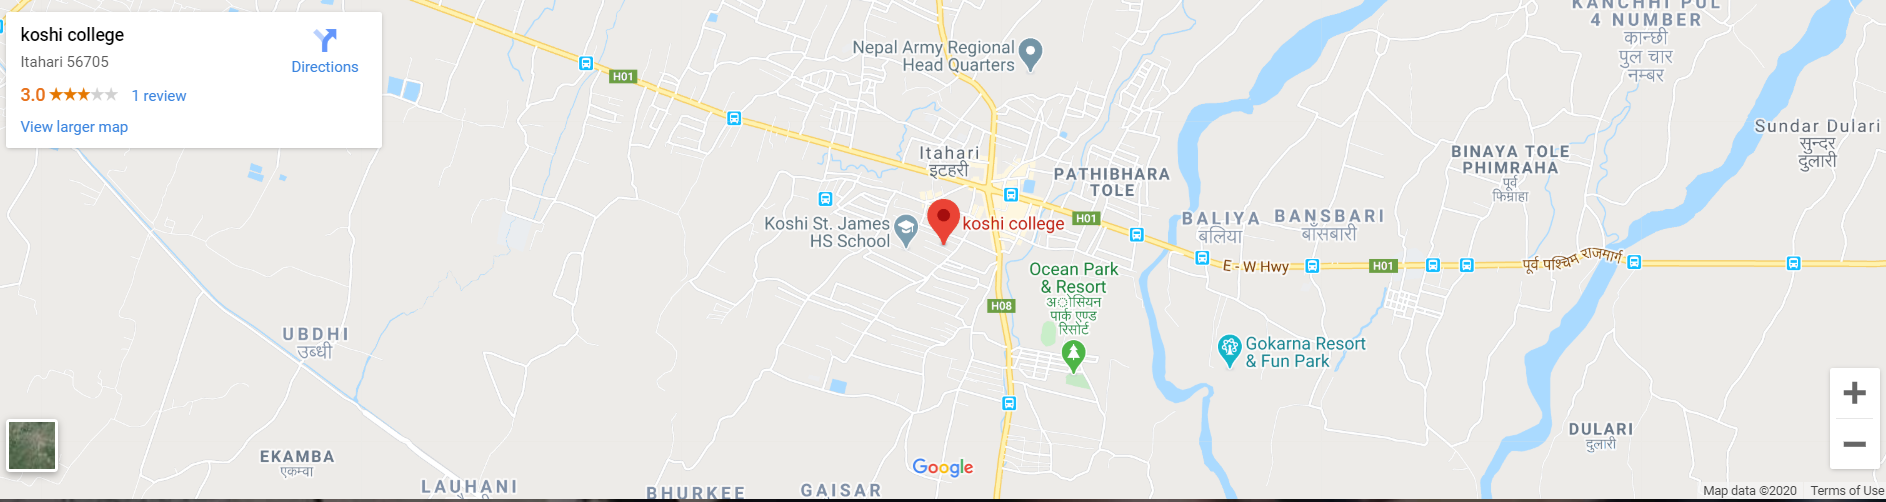 koshi college
Itahari 56705
Directions
3.0
1 review
View larger map
KANCHHI PUL
4 NUMBER
कान्छी
पुल चार
नम्बर
Nepal Army Regional
Head Quarters
H01
Itahari
इटहरी
PATHIBHARA
TOLE
BINAYA TOLE
PHIMRAHA
पूर्व
फिम्राहा
Sundar Dulari
सुन्दर
दुलारी
Koshi St. James
HS School
koshi college
H01
BALIYA
बलिया
BANSBARI
बाँसबारी
E - W Hwy
H01
पूर्व पश्चिम राजमार्ग
Ocean Park
& Resort
अोसियन
पार्क एण्ड
रिसोर्ट
H08
UBDHI
उब्धी
Gokarna Resort
& Fun Park
DULARI
दुलारी
EKAMBA
एकम्वा
LAUHANI
BHURKEE
GAISAR
Google
Map data ©2020
Terms of Use